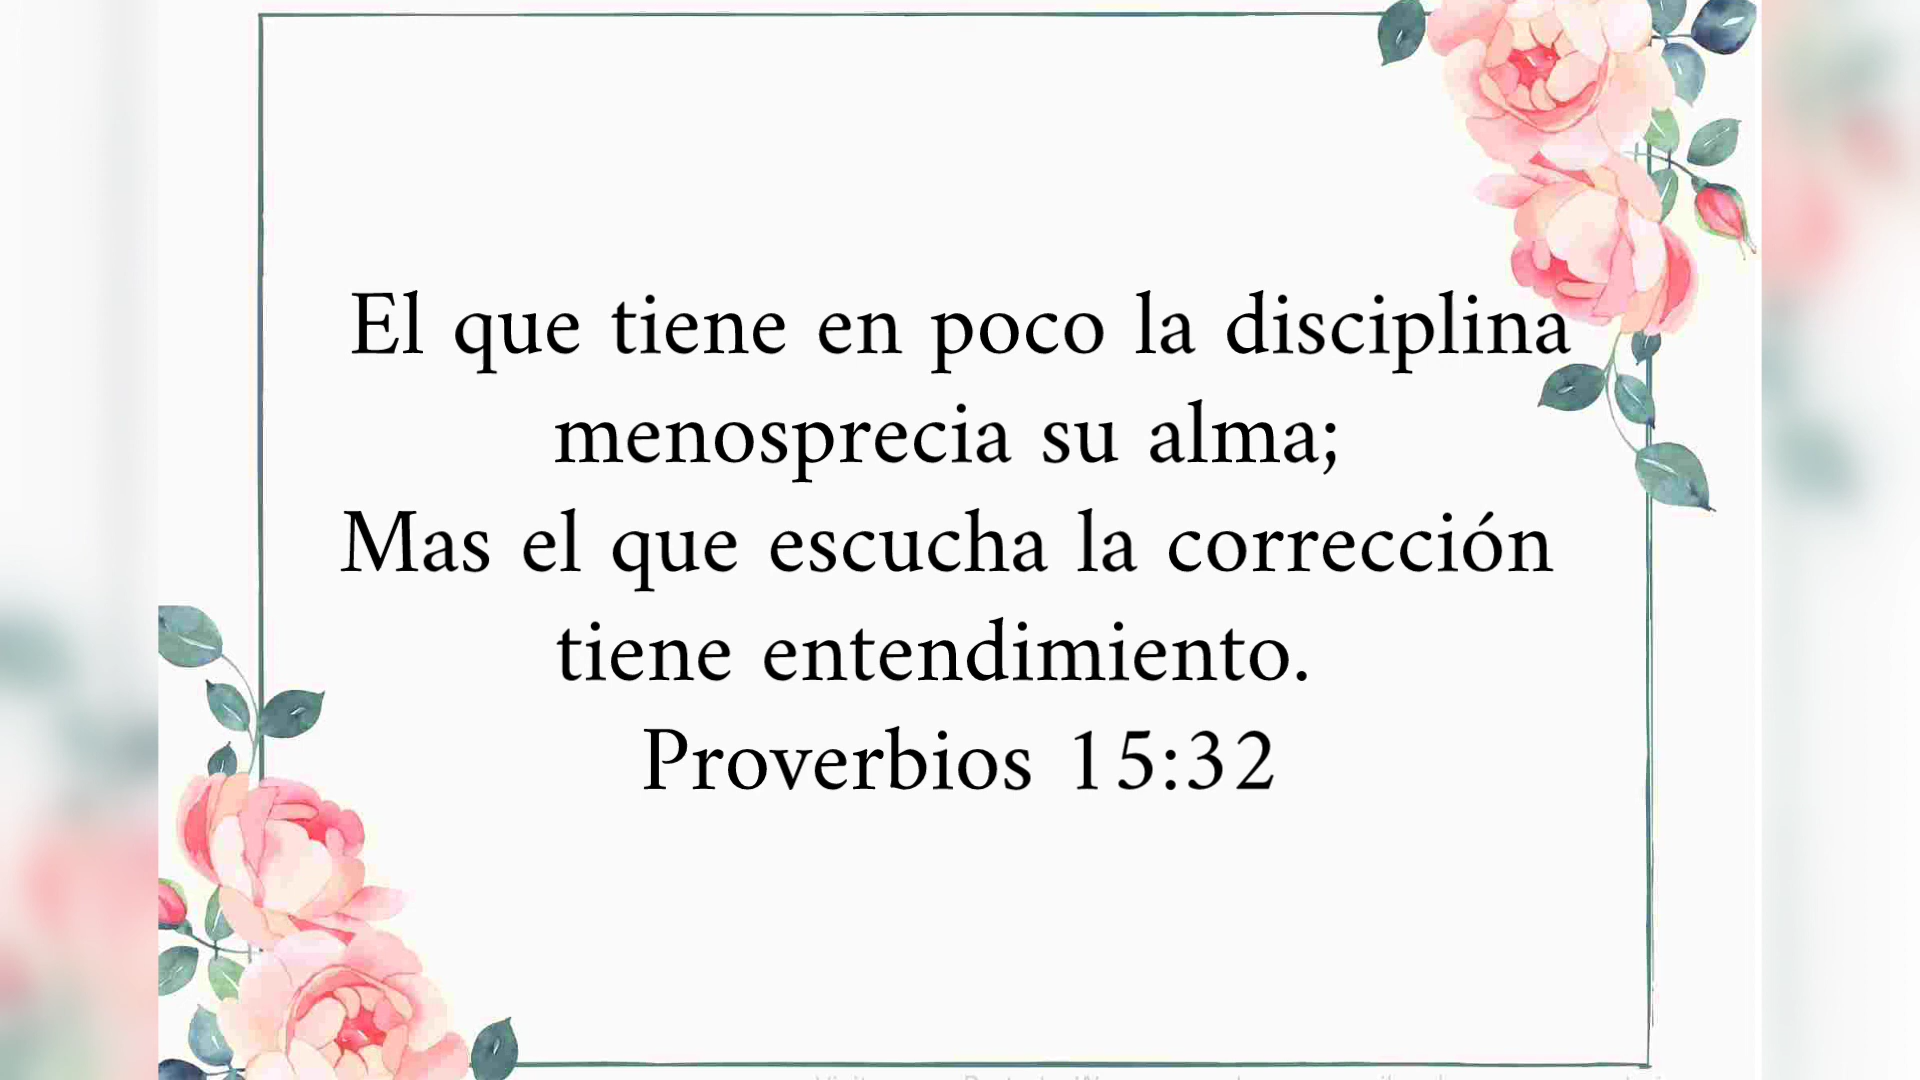 El que tiene en poco la disciplina
menosprecia su alma;
Mas el que escucha la corrección
tiene entendimiento.
Proverbios 15:32